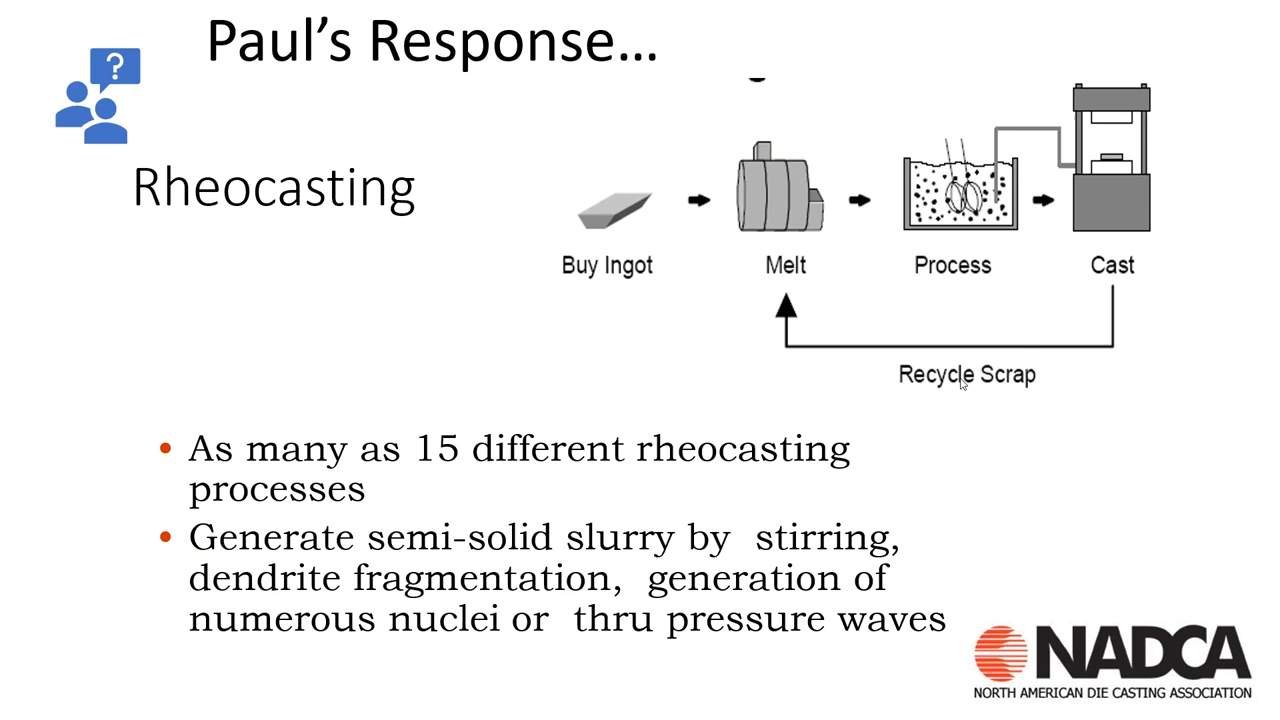 Paul's Response…
?
Rheocasting
Buy Ingot
Melt
Process
Cast
Recycle Scrap
• As many as 15 different rheocasting
processes
• Generate semi-solid slurry by  stirring,
dendrite fragmentation,  generation of
numerous nuclei or  thru pressure waves
NADCA
NORTH AMERICAN DIE CASTING ASSOCIATION